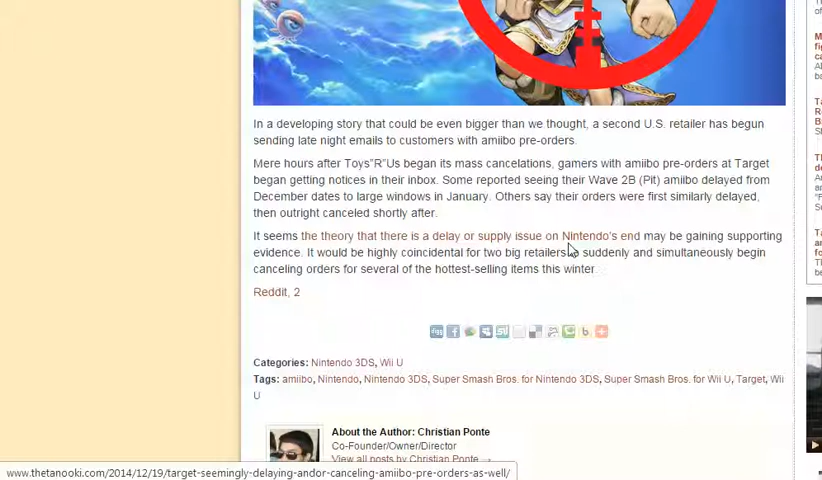 In a developing story that could be even bigger than we thought, a second U.S. retailer has begun
sending late night emails to customers with amiibo pre-orders.
Mere hours after Toys"R"Us began its mass cancelations, gamers with amiibo pre-orders at Target
began getting notices in their inbox. Some reported seeing their Wave 2B (Pit) amiibo delayed from
December dates to large windows in January. Others say their orders were first similarly delayed,
then outright canceled shortly after.
It seems the theory that there is a delay or supply issue on Nintendo's end may be gaining supporting
evidence. It would be highly coincidental for two big retailers to suddenly and simultaneously begin
canceling orders for several of the hottest-selling items this winter.
Reddit, 2
Categories: Nintendo 3DS, Wii U
Tags: amiibo, Nintendo, Nintendo 3DS, Super Smash Bros. for Nintendo 3DS, Super Smash Bros. for Wii U, Target, Wii
U
About the Author: Christian Ponte
Co-Founder/Owner/Director
View all posts by Christian Ponte →
www.thetanooki.com/2014/12/19/target-seemingly-delaying-andor-canceling-amiibo-pre-orders-as-well/